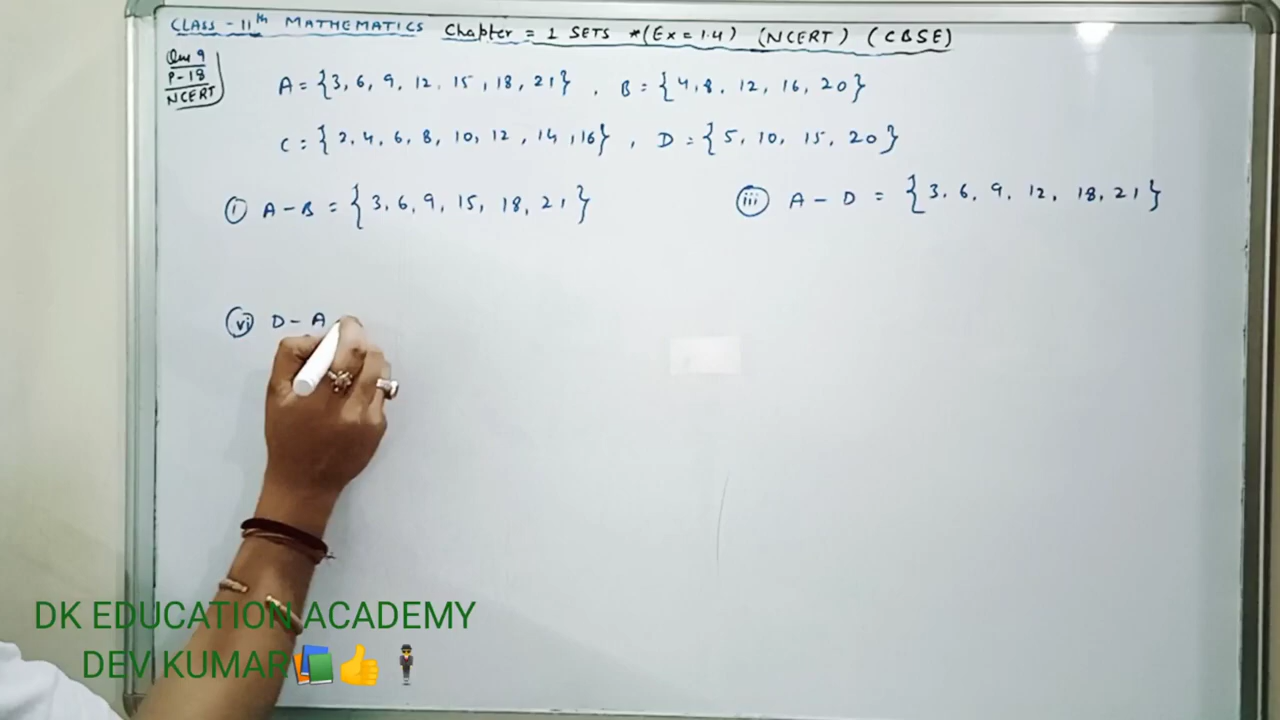 CLASS - 11th MATHEMATICS Chapter = 1 SETS *(Ex = 1.4) (NCERT) (CBSE)
Que 9
P-18
NCERT
A = {3, 6, 9, 12, 15, 18, 21}, B = {4, 8, 12, 16, 20}
C = {2, 4, 6, 8, 10, 12, 14, 16}, D = {5, 10, 15, 20}
(i) A - B = {3, 6, 9, 15, 18, 21}
(iii) A - D = {3, 6, 9, 12, 18, 21}
(vi) D - A
DK EDUCATION ACADEMY
DEV KUMAR📚👍🕴